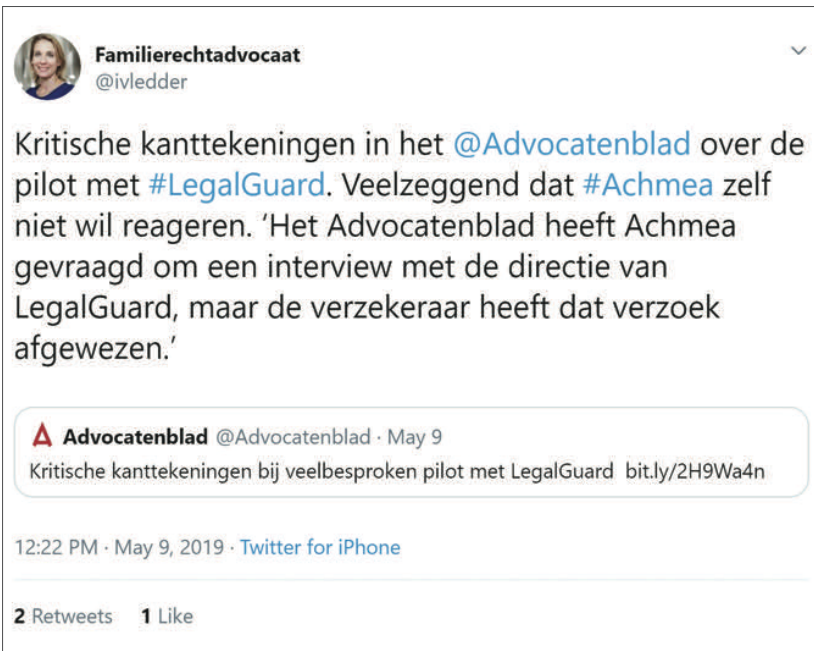 Familierechtadvocaat
@ivledder
Kritische kanttekeningen in het @Advocatenblad over de
pilot met #LegalGuard. Veelzeggend dat #Achmea zelf
niet wil reageren. ‘Het Advocatenblad heeft Achmea
gevraagd om een interview met de directie van
LegalGuard, maar de verzekeraar heeft dat verzoek
afgewezen.’
Advocatenblad @Advocatenblad · May 9
Kritische kanttekeningen bij veelbesproken pilot met LegalGuard bit.ly/2H9Wa4n
12:22 PM · May 9, 2019 · Twitter for iPhone
2 Retweets 1 Like